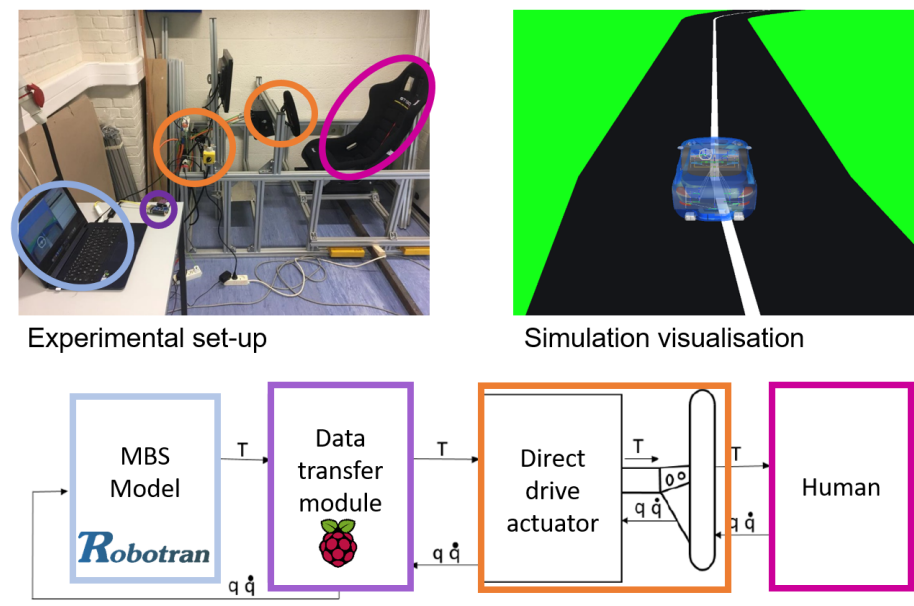 Experimental set-up
Simulation visualisation
MBS
Model
Robotran
T
Data
transfer
module
T
q q̇
q q̇
Direct
drive
actuator
T
q q̇
T
q q̇
Human